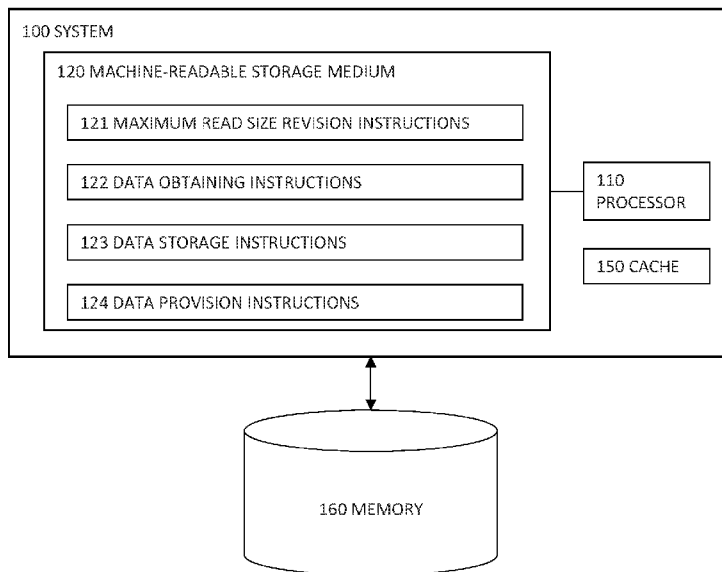 100 SYSTEM
120 MACHINE-READABLE STORAGE MEDIUM
121 MAXIMUM READ SIZE REVISION INSTRUCTIONS
122 DATA OBTAINING INSTRUCTIONS
123 DATA STORAGE INSTRUCTIONS
124 DATA PROVISION INSTRUCTIONS
110
PROCESSOR
150 CACHE
160 MEMORY